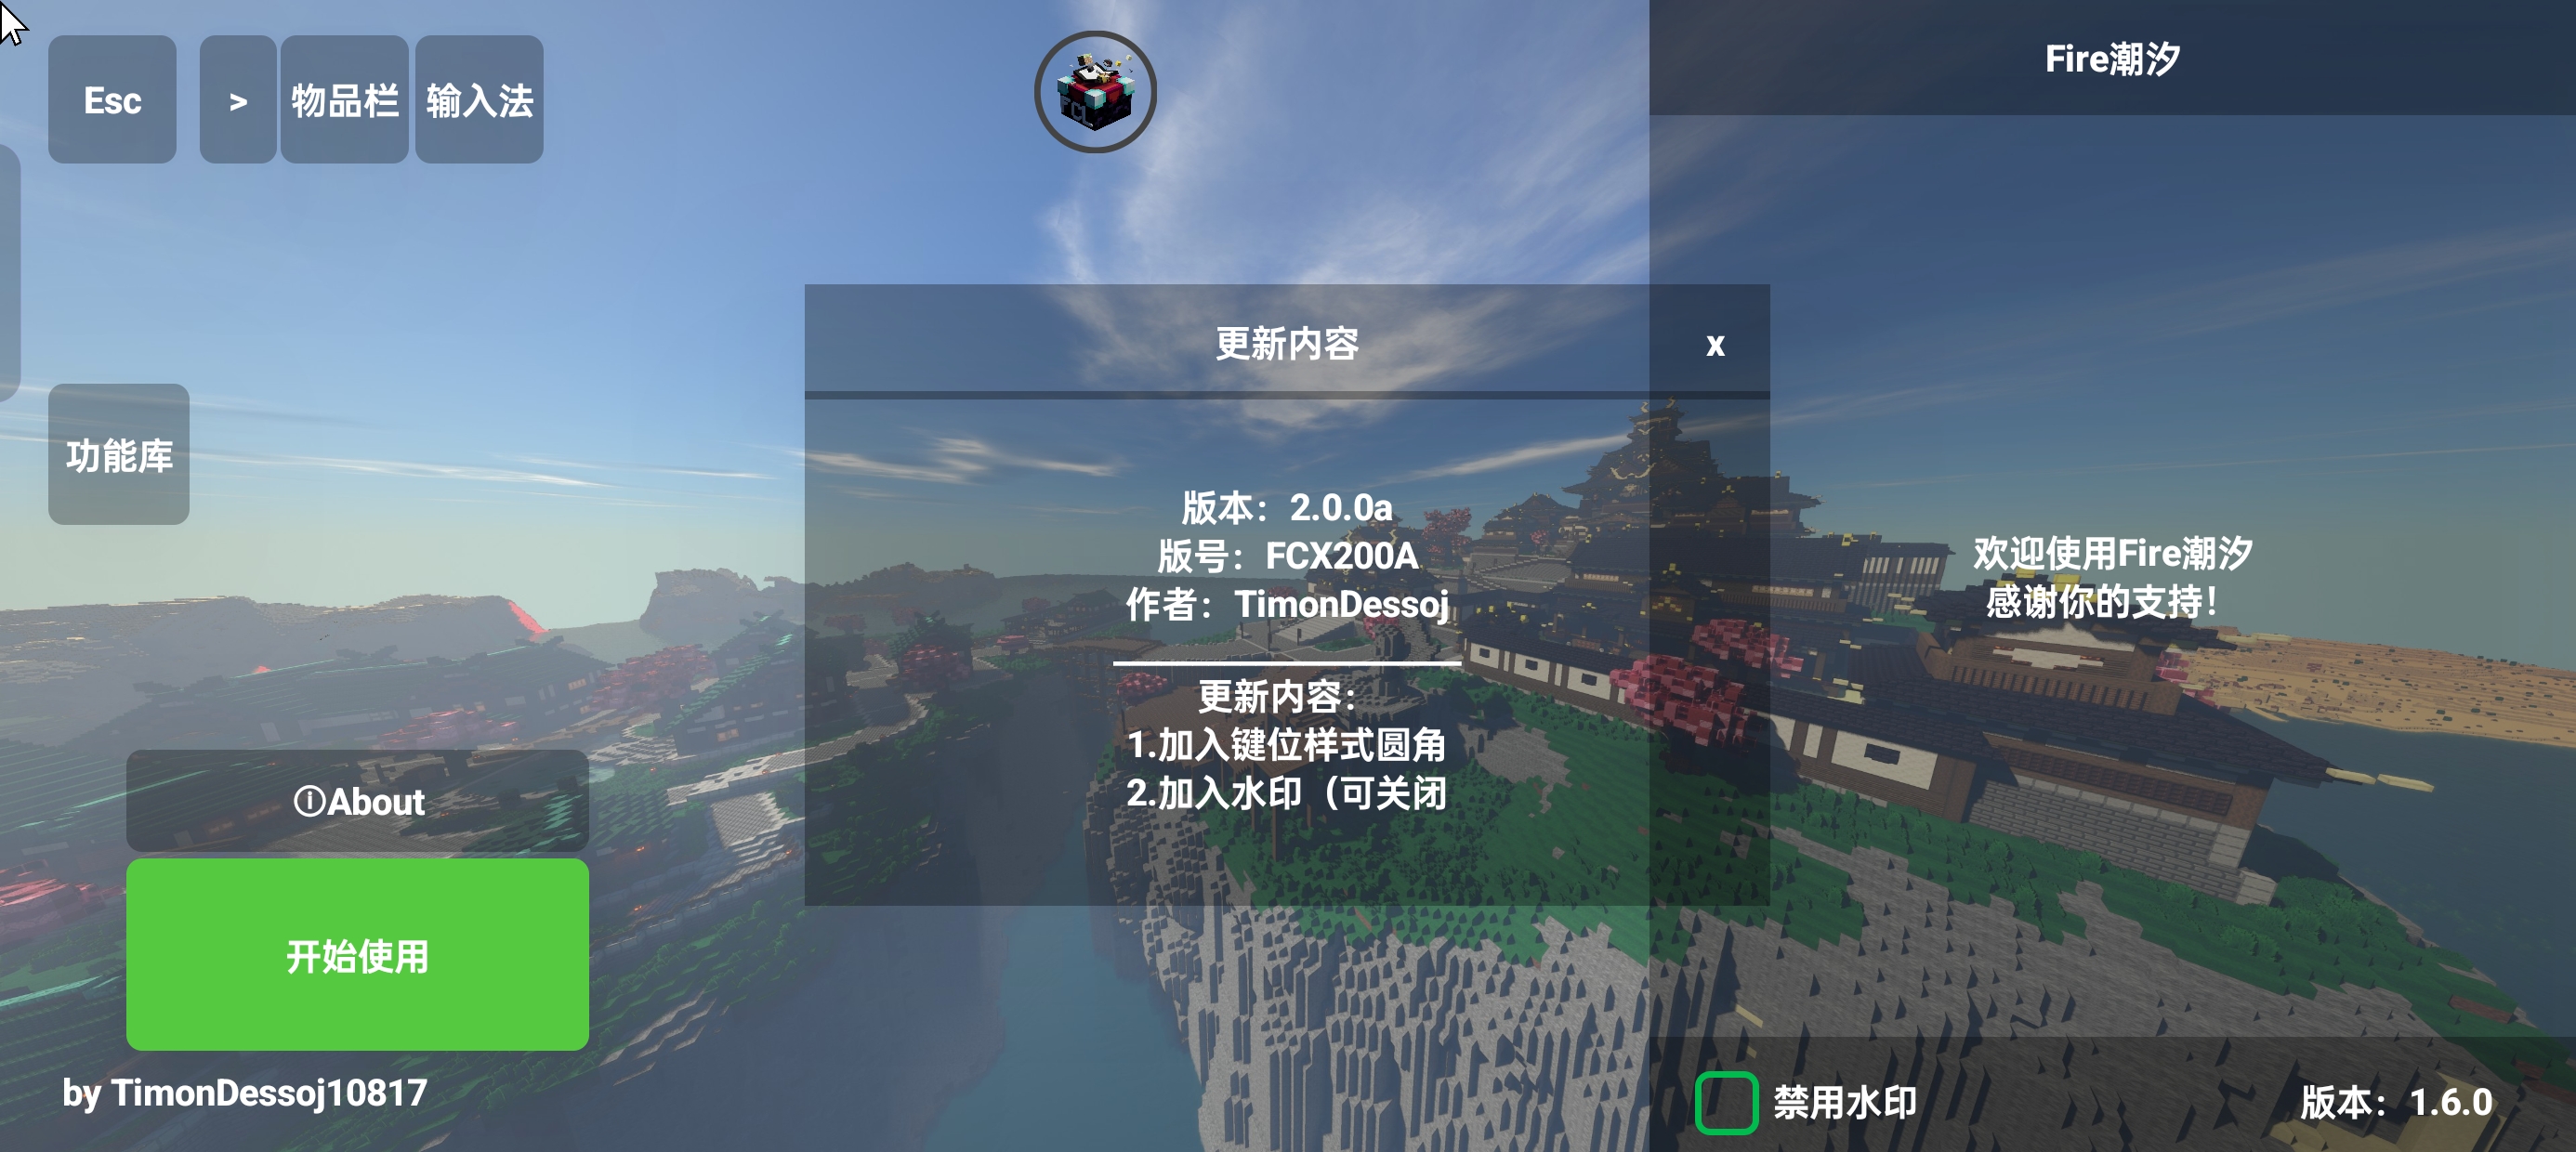 Esc
>
物品栏
输入法
FCL
Fire潮汐
更新内容
x
功能库
版本：2.0.0a
版号：FCX200A
作者：TimonDessoj
更新内容：
1.加入键位样式圆角
2.加入水印（可关闭
欢迎使用Fire潮汐
感谢你的支持！
ⓘAbout
开始使用
by TimonDessoj10817
禁用水印
版本：1.6.0